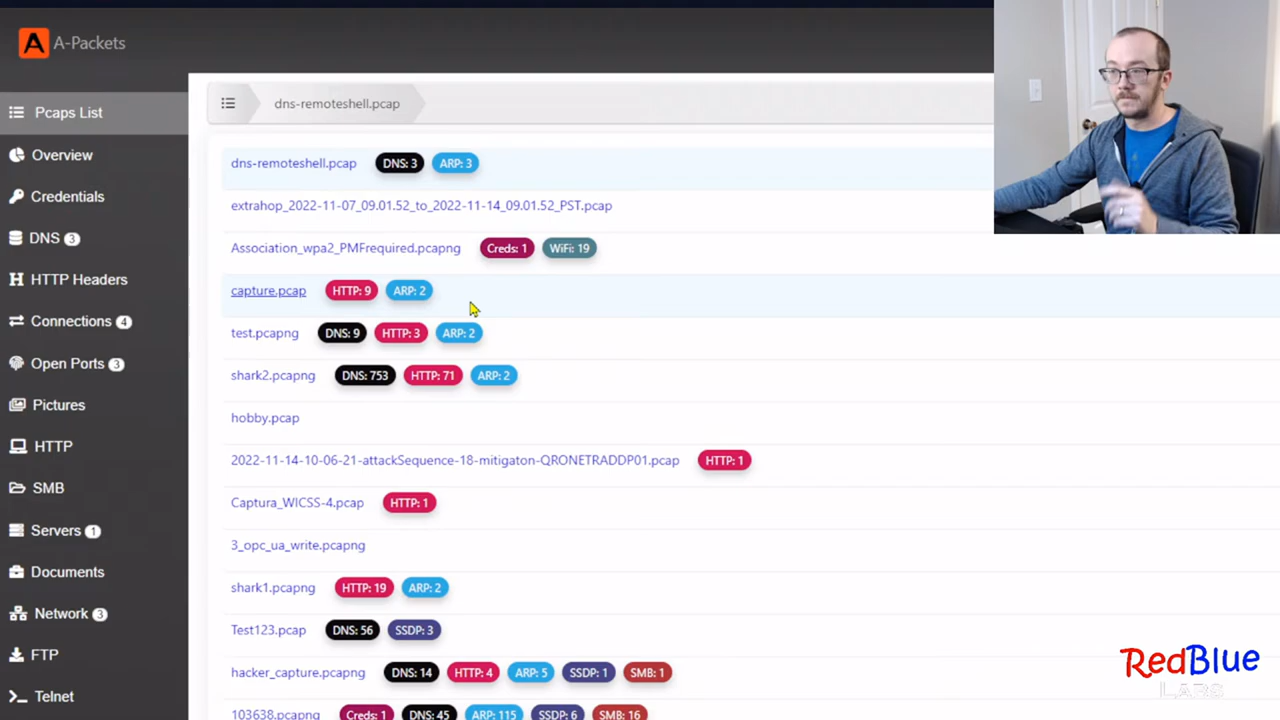 A A-Packets
Pcaps List
Overview
Credentials
DNS 3
H HTTP Headers
Connections 4
Open Ports 3
Pictures
HTTP
SMB
Servers 1
Documents
Network 3
FTP
Telnet
dns-remoteshell.pcap
dns-remoteshell.pcap DNS: 3 ARP: 3
extrahop_2022-11-07_09.01.52_to_2022-11-14_09.01.52_PST.pcap
Association_wpa2_PMFrequired.pcapng Creds: 1 WiFi: 19
capture.pcap HTTP: 9 ARP: 2
test.pcapng DNS: 9 HTTP: 3 ARP: 2
shark2.pcapng DNS: 753 HTTP: 71 ARP: 2
hobby.pcap
2022-11-14-10-06-21-attackSequence-18-mitigaton-QRONETRADDP01.pcap HTTP: 1
Captura_WICSS-4.pcap HTTP: 1
3_opc_ua_write.pcapng
shark1.pcapng HTTP: 19 ARP: 2
Test123.pcap DNS: 56 SSDP: 3
hacker_capture.pcapng DNS: 14 HTTP: 4 ARP: 5 SSDP: 1 SMB: 1
103638.pcapng Creds: 1 DNS: 45 ARP: 115 SSDP: 6 SMB: 16
RedBlue
LABS